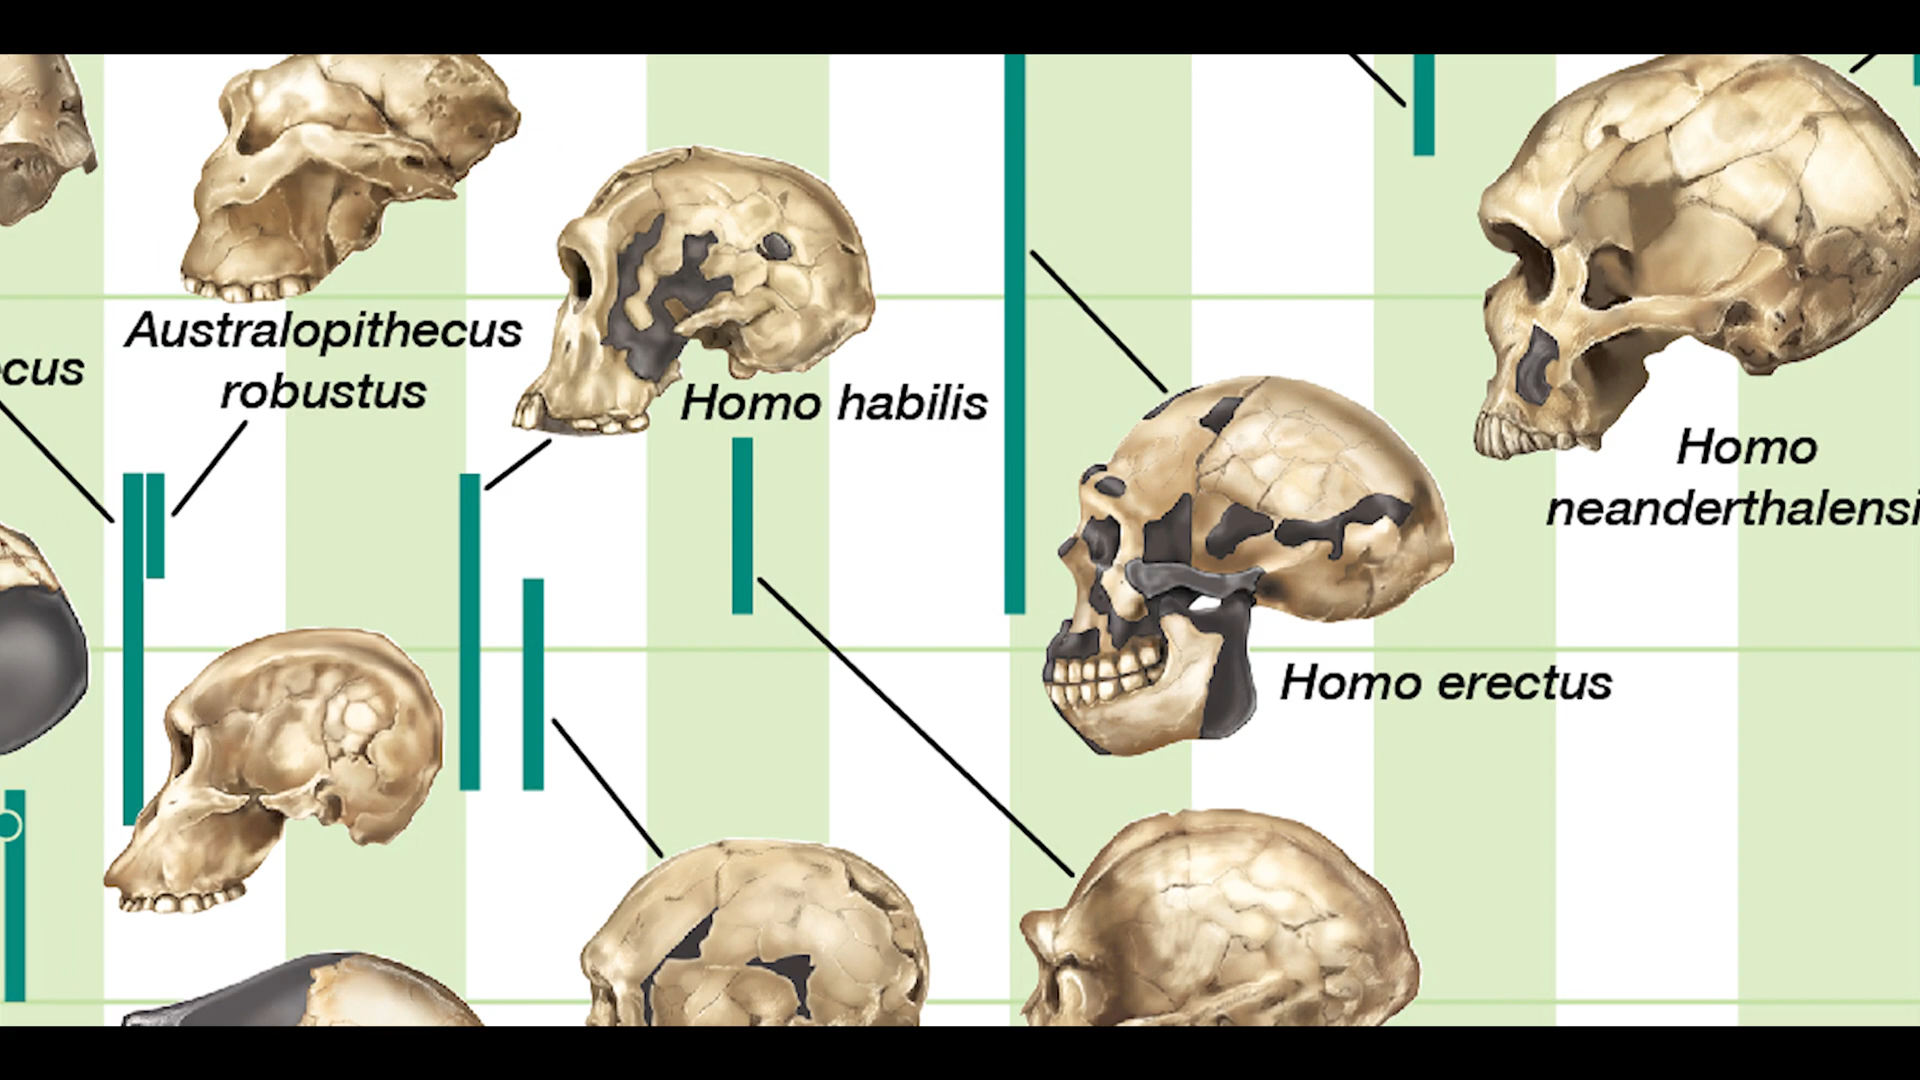 Australopithecus
robustus
cus
Homo habilis
Homo
neanderthalensi
Homo erectus